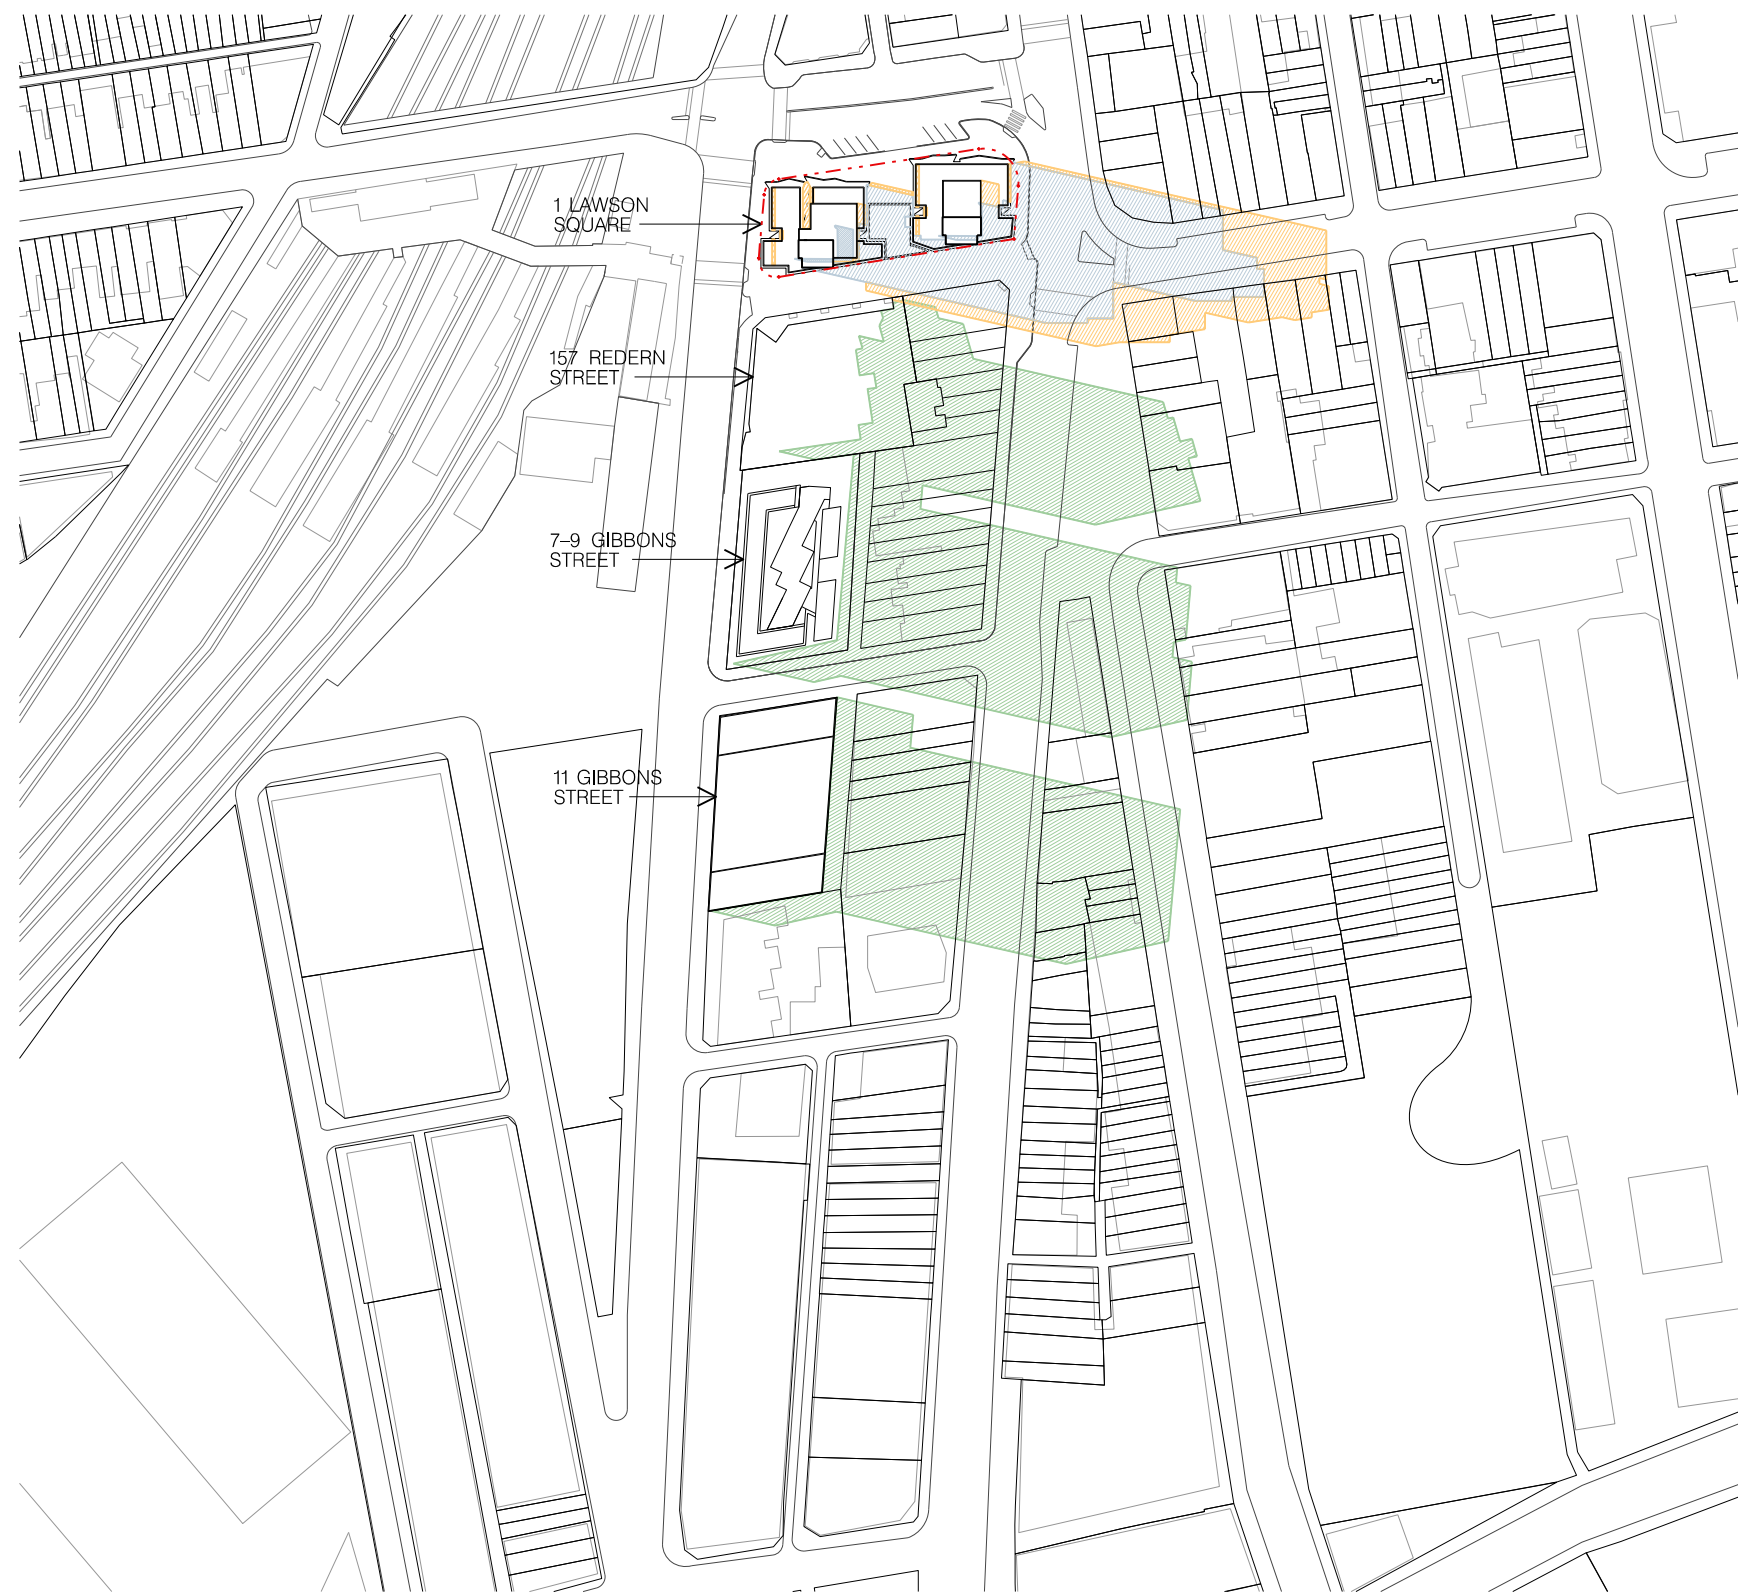 1 LAWSON
SQUARE
157 REDERN
STREET
7–9 GIBBONS
STREET
11 GIBBONS
STREET